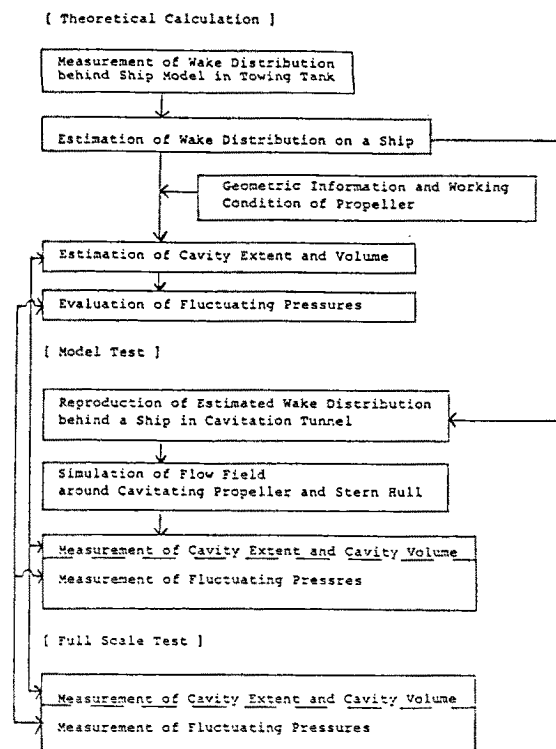 [ Theoretical Calculation ]
Measurement of Wake Distribution
behind Ship Model in Towing Tank
Estimation of Wake Distribution on a Ship
Geometric Information and Working
Condition of Propeller
Estimation of Cavity Extent and Volume
Evaluation of Fluctuating Pressures
[ Model Test ]
Reproduction of Estimated Wake Distribution
behind a Ship in Cavitation Tunnel
Simulation of Flow Field
around Cavitating Propeller and Stern Hull
Measurement of Cavity Extent and Cavity Volume
Measurement of Fluctuating Pressres
[ Full Scale Test ]
Measurement of Cavity Extent and Cavity Volume
Measurement of Fluctuating Pressures